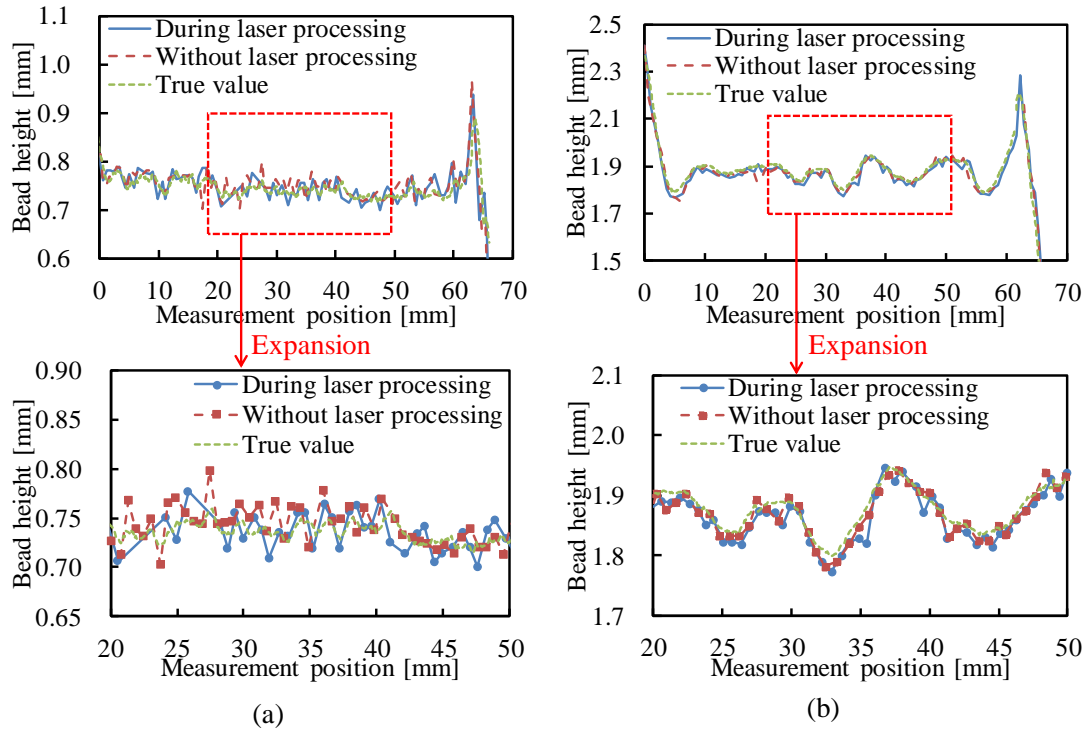 1.1
1.0
0.9
0.8
0.7
0.6
Bead height [mm]
During laser processing
Without laser processing
True value
0 10 20 30 40 50 60 70
Measurement position [mm]
Expansion
0.90
0.85
0.80
0.75
0.70
0.65
Bead height [mm]
During laser processing
Without laser processing
True value
20 25 30 35 40 45 50
Measurement position [mm]
(a)
2.5
2.3
2.1
1.9
1.7
1.5
Bead height [mm]
During laser processing
Without laser processing
True value
0 10 20 30 40 50 60 70
Measurement position [mm]
Expansion
2.1
2.0
1.9
1.8
1.7
Bead height [mm]
During laser processing
Without laser processing
True value
20 25 30 35 40 45 50
Measurement position [mm]
(b)